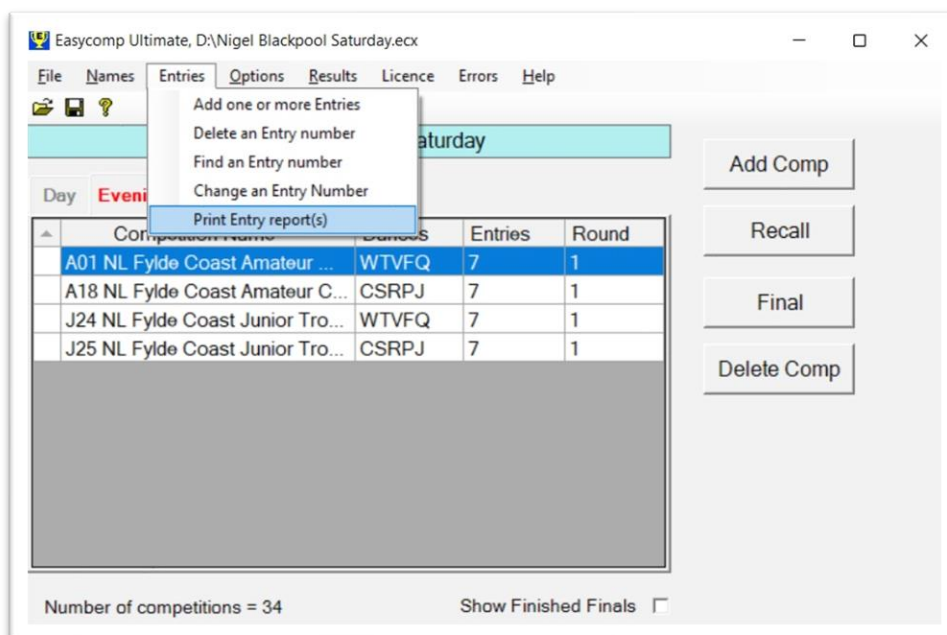 Easycomp Ultimate, D:\Nigel Blackpool Saturday.ecx
File Names Entries Options Results Licence Errors Help
Add one or more Entries
Delete an Entry number
Find an Entry number
Change an Entry Number
Print Entry report(s)
Day
Entries Round
A01 NL Fylde Coast Amateur ... WTVFQ 7 1
A18 NL Fylde Coast Amateur C... CSRPJ 7 1
J24 NL Fylde Coast Junior Tro... WTVFQ 7 1
J25 NL Fylde Coast Junior Tro... CSRPJ 7 1
Number of competitions = 34 Show Finished Finals
Add Comp
Recall
Final
Delete Comp